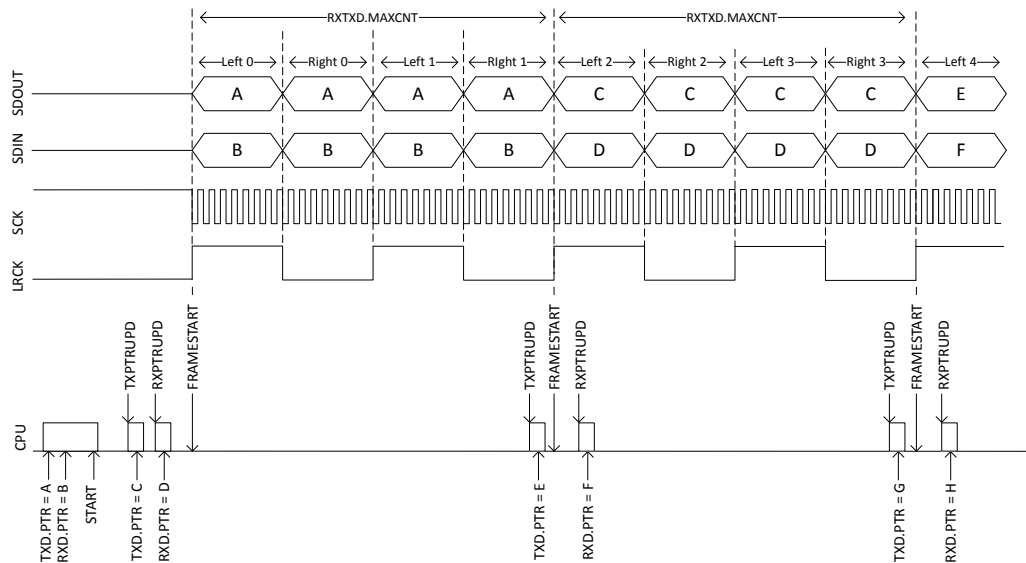 RXTXD.MAXCNT RXTXD.MAXCNT
Left 0 Right 0 Left 1 RIght 1 Left 2 Right 2 Left 3 Right 3 Left 4
SDOUT A A A A C C C C E
SDIN B B B B D D D D F
SCK
LRCK
TXPTRUPD RXPTRUPD FRAMESTART TXPTRUPD FRAMESTART RXPTRUPD TXPTRUPD FRAMESTART RXPTRUPD
CPU
TXD.PTR = A RXD.PTR = B START TXD.PTR = C RXD.PTR = D TXD.PTR = E RXD.PTR = F TXD.PTR = G RXD.PTR = H